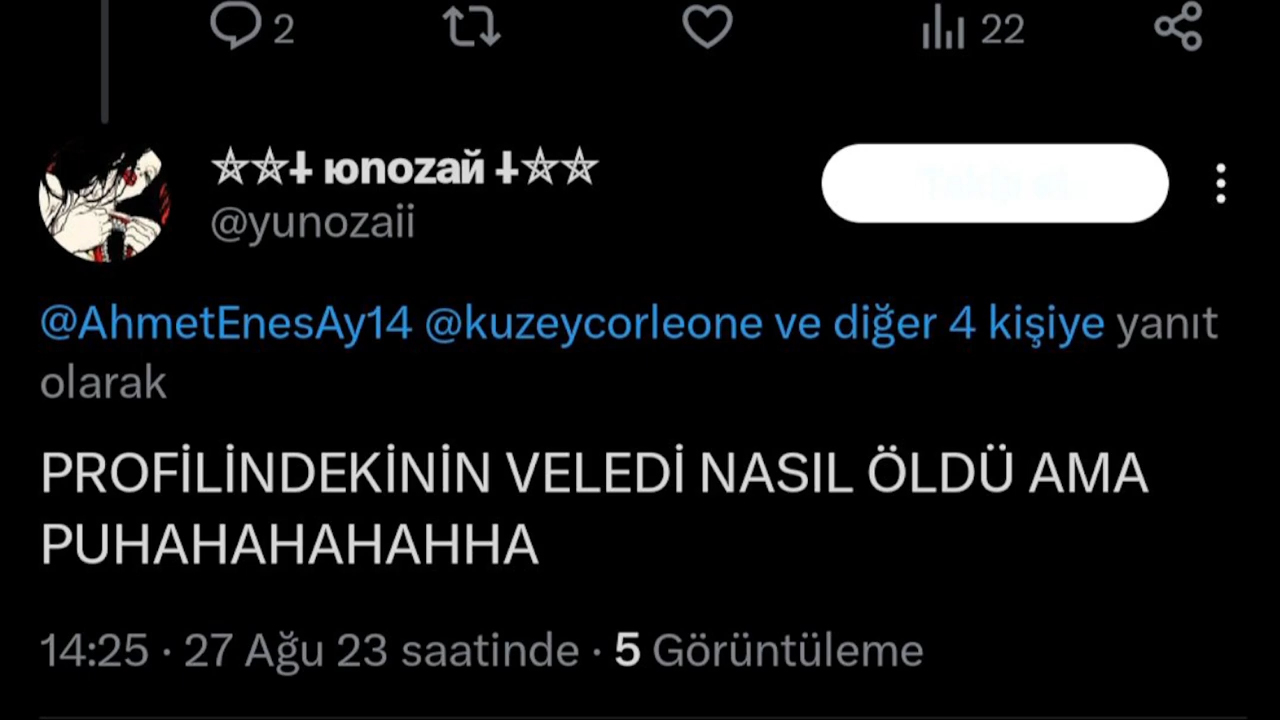 2 22
☆☆⸸ юnozaй ⸸☆☆
@yunozaii
@AhmetEnesAy14 @kuzeycorleone ve diğer 4 kişiye yanıt
olarak
PROFİLİNDEKİNİN VELEDİ NASIL ÖLDÜ AMA
PUHAHAHAHAHHA
14:25 · 27 Ağu 23 saatinde · 5 Görüntüleme